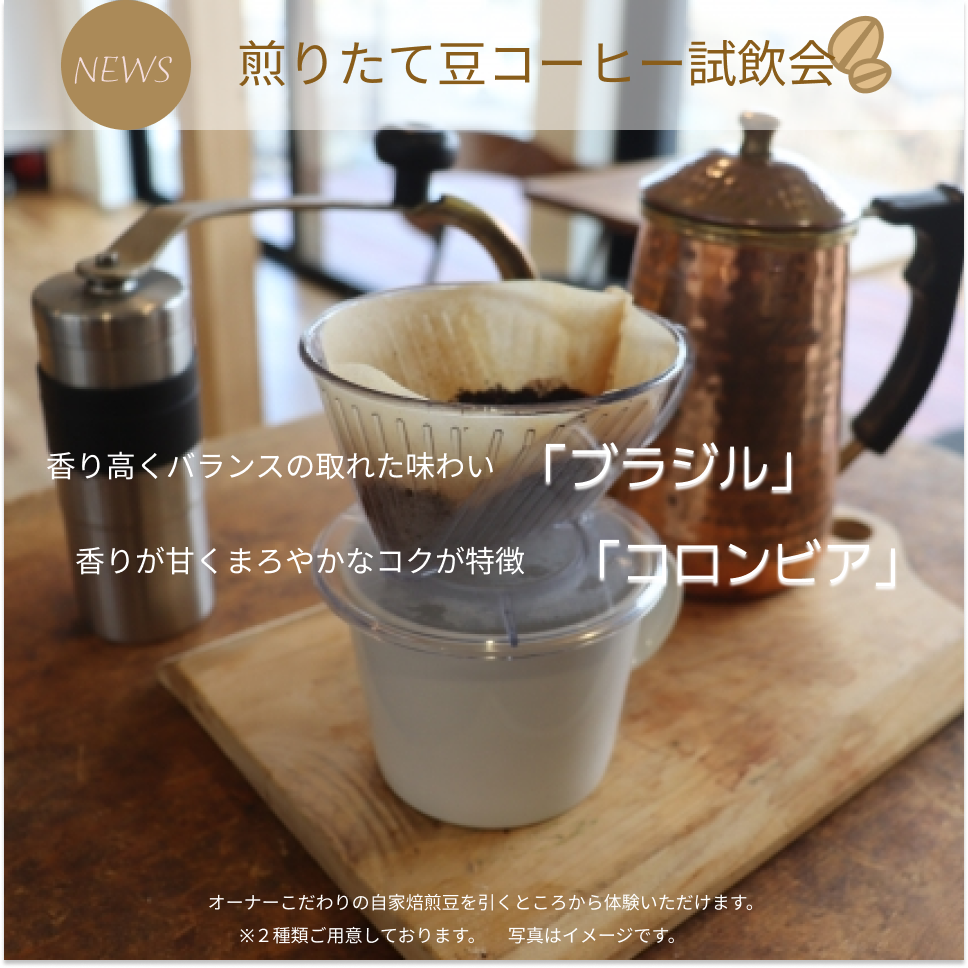 NEWS
煎りたて豆コーヒー試飲会
香り高くバランスの取れた味わい 「ブラジル」
香りが甘くまろやかなコクが特徴 「コロンビア」
オーナーこだわりの自家焙煎豆を引くところから体験いただけます。
※２種類ご用意しております。 写真はイメージです。